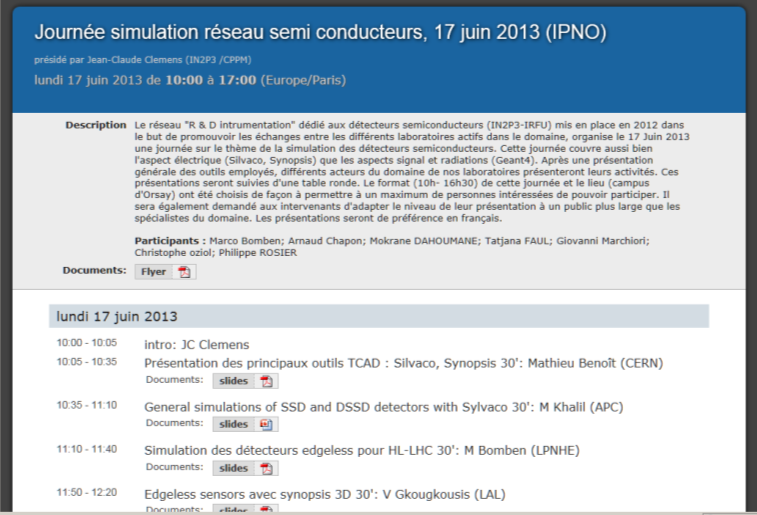 Journée simulation réseau semi conducteurs, 17 juin 2013 (IPNO)
présidé par Jean-Claude Clemens (IN2P3 /CPPM)
lundi 17 juin 2013 de 10:00 à 17:00 (Europe/Paris)
Description Le réseau "R & D intrumentation" dédié aux détecteurs semiconducteurs (IN2P3-IRFU) mis en place en 2012 dans
le but de promouvoir les échanges entre les différents laboratoires actifs dans le domaine, organise le 17 Juin 2013
une journée sur le thème de la simulation des détecteurs semiconducteurs. Cette journée couvre aussi bien
l'aspect électrique (Silvaco, Synopsis) que les aspects signal et radiations (Geant4). Après une présentation
générale des outils employés, différents acteurs du domaine de nos laboratoires présenteront leurs activités. Ces
présentations seront suivies d'une table ronde. Le format (10h- 16h30) de cette journée et le lieu (campus
d'Orsay) ont été choisis de façon à permettre à un maximum de personnes intéressées de pouvoir participer. Il
sera également demandé aux intervenants d'adapter le niveau de leur présentation à un public plus large que les
spécialistes du domaine. Les présentations seront de préférence en français.
Participants : Marco Bomben; Arnaud Chapon; Mokrane DAHOUMANE; Tatjana FAUL; Giovanni Marchiori;
Christophe oziol; Philippe ROSIER
Documents: Flyer
lundi 17 juin 2013
10:00 - 10:05 intro: JC Clemens
10:05 - 10:35 Présentation des principaux outils TCAD : Silvaco, Synopsis 30': Mathieu Benoît (CERN)
Documents: slides
10:35 - 11:10 General simulations of SSD and DSSD detectors with Sylvaco 30': M Khalil (APC)
Documents: slides
11:10 - 11:40 Simulation des détecteurs edgeless pour HL-LHC 30': M Bomben (LPNHE)
Documents: slides
11:50 - 12:20 Edgeless sensors avec synopsis 3D 30': V Gkougkousis (LAL)
Documents: slides